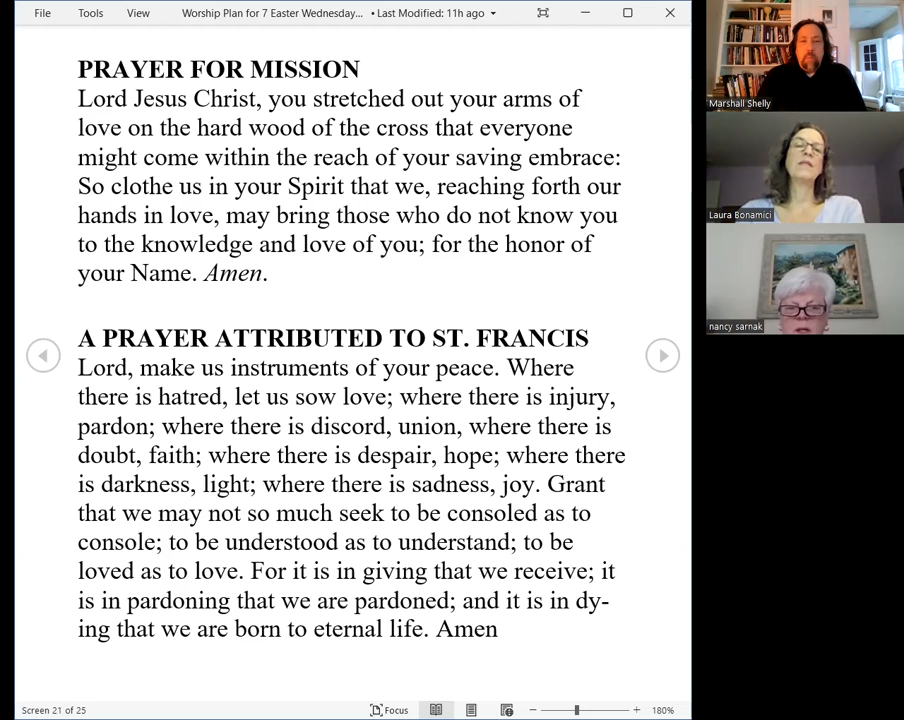 File Tools View Worship Plan for 7 Easter Wednesday... • Last Modified: 11h ago
PRAYER FOR MISSION
Lord Jesus Christ, you stretched out your arms of
love on the hard wood of the cross that everyone
might come within the reach of your saving embrace:
So clothe us in your Spirit that we, reaching forth our
hands in love, may bring those who do not know you
to the knowledge and love of you; for the honor of
your Name. Amen.
A PRAYER ATTRIBUTED TO ST. FRANCIS
Lord, make us instruments of your peace. Where
there is hatred, let us sow love; where there is injury,
pardon; where there is discord, union, where there is
doubt, faith; where there is despair, hope; where there
is darkness, light; where there is sadness, joy. Grant
that we may not so much seek to be consoled as to
console; to be understood as to understand; to be
loved as to love. For it is in giving that we receive; it
is in pardoning that we are pardoned; and it is in dy-
ing that we are born to eternal life. Amen
Screen 21 of 25 Focus 180%
Marshall Shelly
Laura Bonamici
nancy sarnak